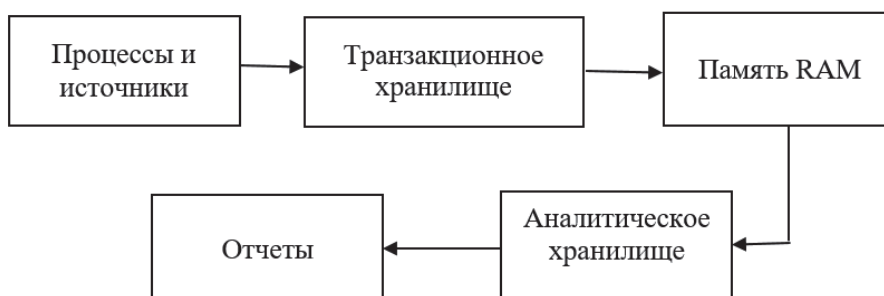 Процессы и
источники
Транзакционное
хранилище
Память RAM
Аналитическое
хранилище
Отчеты